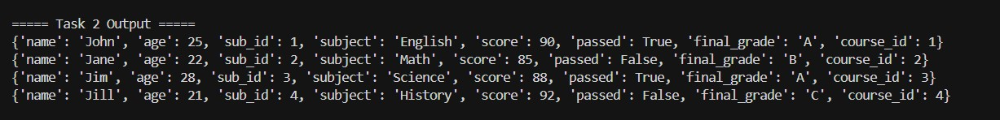 ===== Task 2 Output =====
{'name': 'John', 'age': 25, 'sub_id': 1, 'subject': 'English', 'score': 90, 'passed': True, 'final_grade': 'A', 'course_id': 1}
{'name': 'Jane', 'age': 22, 'sub_id': 2, 'subject': 'Math', 'score': 85, 'passed': False, 'final_grade': 'B', 'course_id': 2}
{'name': 'Jim', 'age': 28, 'sub_id': 3, 'subject': 'Science', 'score': 88, 'passed': True, 'final_grade': 'A', 'course_id': 3}
{'name': 'Jill', 'age': 21, 'sub_id': 4, 'subject': 'History', 'score': 92, 'passed': False, 'final_grade': 'C', 'course_id': 4}